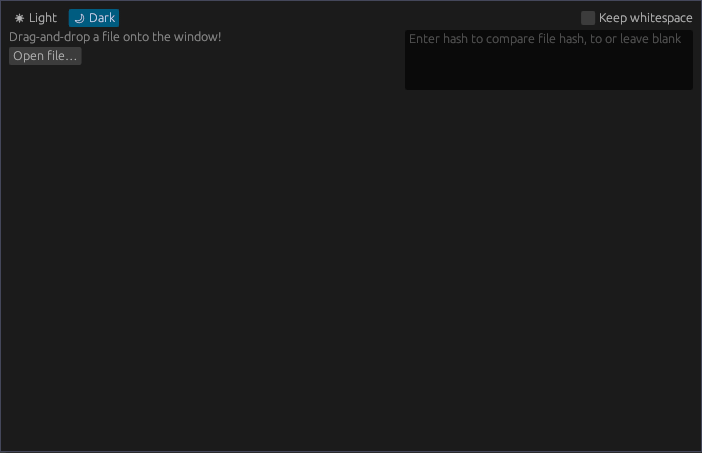 Light Dark Keep whitespace
Drag-and-drop a file onto the window!
Enter hash to compare file hash, to or leave blank
Open file...